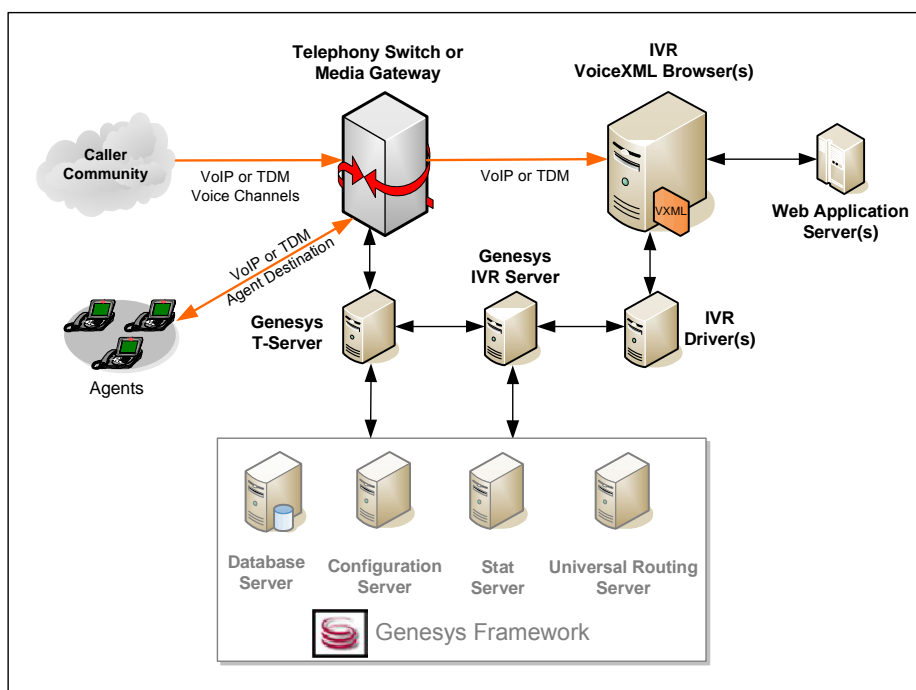 Telephony Switch or
Media Gateway
IVR
VoiceXML Browser(s)
Caller
Community
VoIP or TDM
Voice Channels
VoIP or TDM
VXML
Web Application
Server(s)
VoIP or TDM
Agent Destination
Genesys
IVR Server
Genesys
T-Server
IVR
Driver(s)
Agents
Database
Server
Configuration
Server
Stat
Server
Universal Routing
Server
Genesys Framework